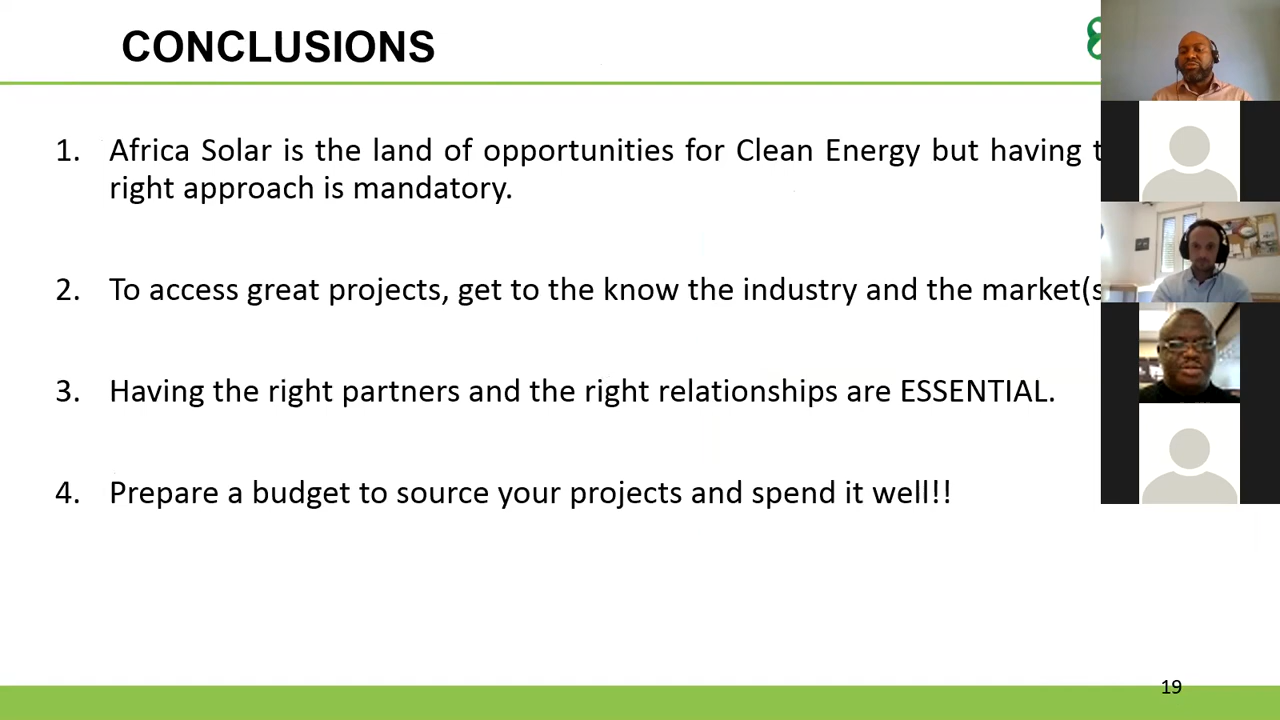 CONCLUSIONS
1. Africa Solar is the land of opportunities for Clean Energy but having
right approach is mandatory.
2. To access great projects, get to the know the industry and the market(s
3. Having the right partners and the right relationships are ESSENTIAL.
4. Prepare a budget to source your projects and spend it well!!
19